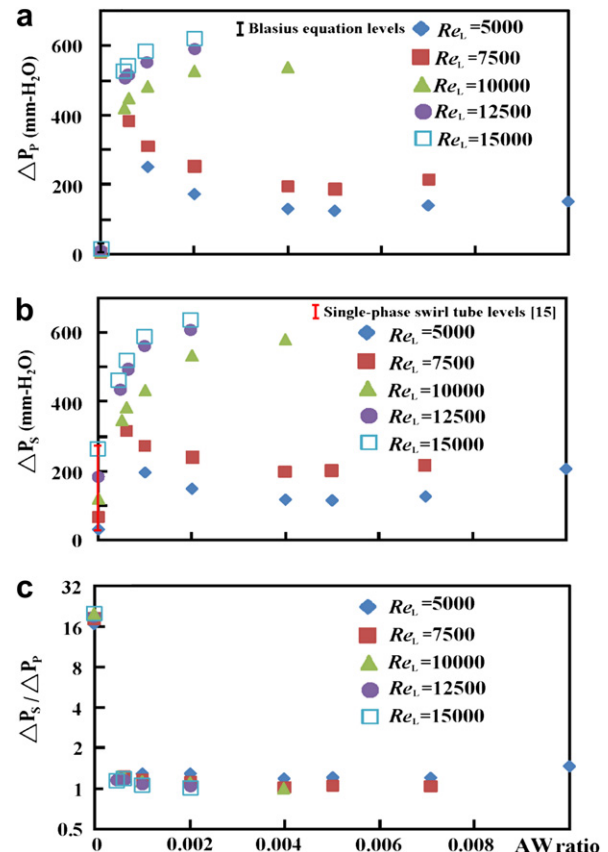 a
Blasius equation levels
△P_P (mm-H₂O)
600
400
200
0
Re_L=5000
Re_L=7500
Re_L=10000
Re_L=12500
Re_L=15000
b
Single-phase swirl tube levels [15]
△P_S (mm-H₂O)
600
400
200
0
Re_L=5000
Re_L=7500
Re_L=10000
Re_L=12500
Re_L=15000
c
△P_S / △P_P
32
16
8
4
2
1
0.5
Re_L=5000
Re_L=7500
Re_L=10000
Re_L=12500
Re_L=15000
0 0.002 0.004 0.006 0.008 AW ratio